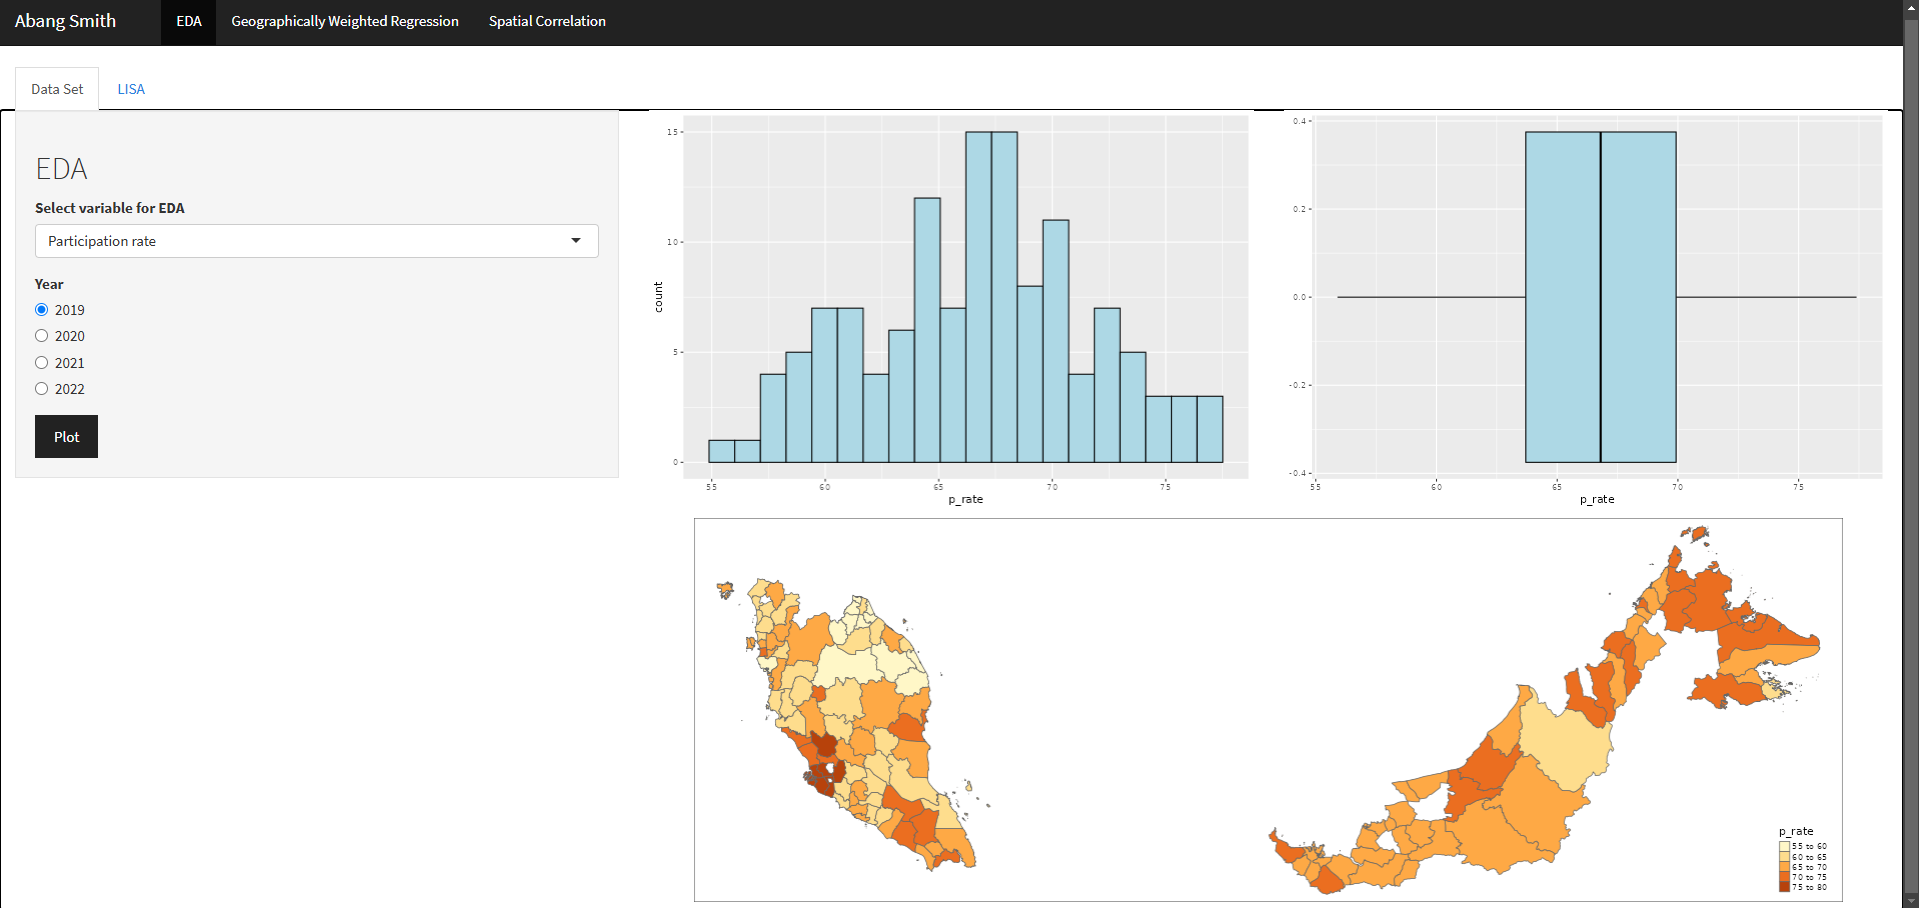 Abang Smith EDA Geographically Weighted Regression Spatial Correlation
Data Set LISA
EDA
Select variable for EDA
Participation rate
Year
2019
2020
2021
2022
Plot
15
10
5
0
count
55 60 65 70 75
p_rate
0.4
0.2
0.0
-0.2
-0.4
55 60 65 70 75
p_rate
p_rate
55 to 60
60 to 65
65 to 70
70 to 75
75 to 80